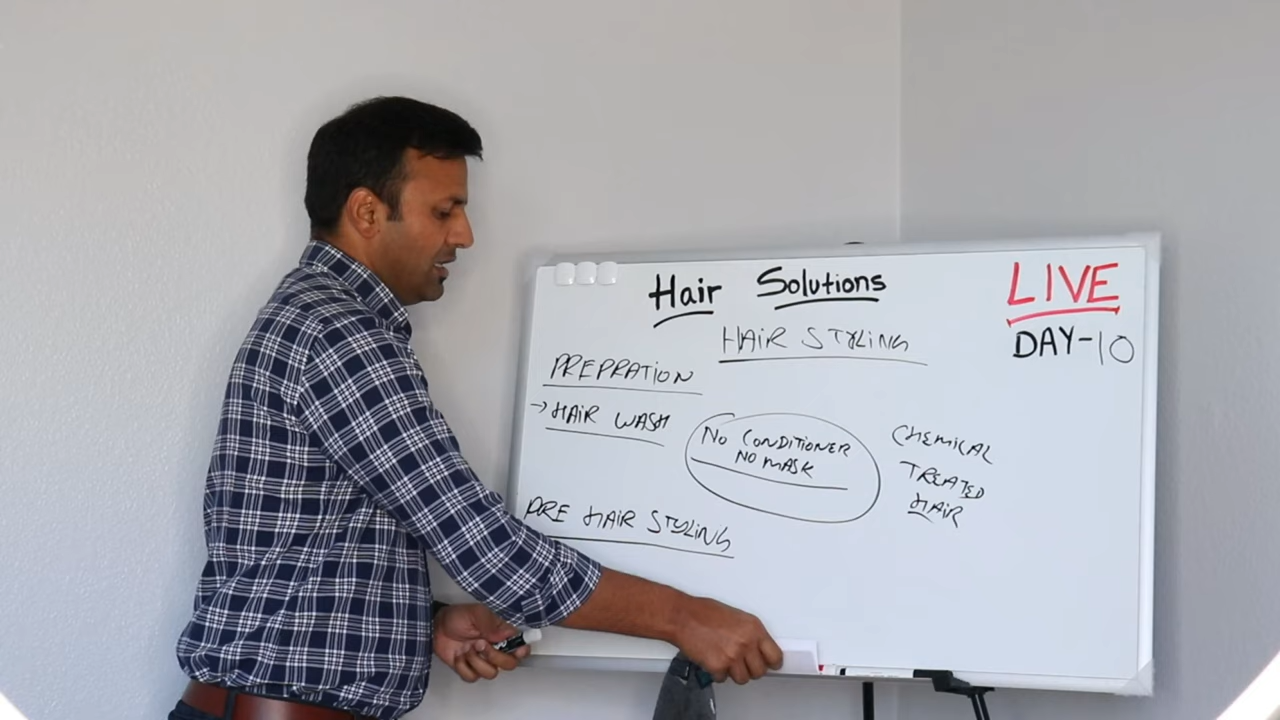 Hair Solutions
LIVE
DAY-10
HAIR STYLING
PREPRATION
→ HAIR WASH
NO CONDITIONER
NO MASK
CHEMICAL
TREATED
HAIR
PRE HAIR STYLING